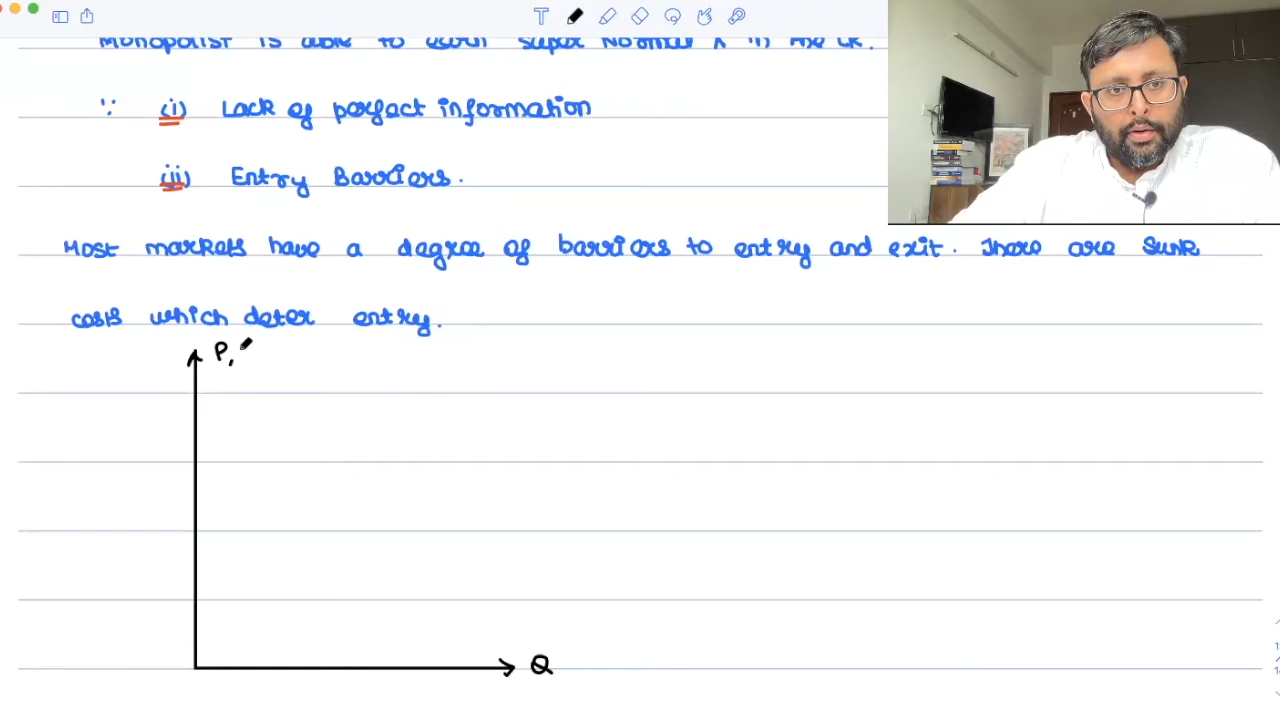 Monopolist is able to earn super Normal π in the LR.
∵ (i) Lack of perfect information
(ii) Entry Barriers.
Most markets have a degree of barriers to entry and exit. There are sunk
costs which deter entry.
P,
Q